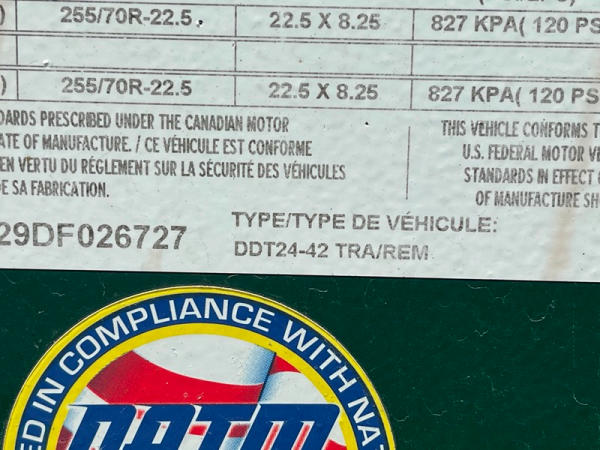 ) 255/70R-22.5. 22.5 X 8.25 827 KPA( 120 PS
) 255/70R-22.5 22.5 X 8.25 827 KPA( 120 PS
DARDS PRESCRIBED UNDER THE CANADIAN MOTOR
ATE OF MANUFACTURE. / CE VÉHICULE EST CONFORME
EN VERTU DU RÉGLEMENT SUR LA SÉCURITÉ DES VÉHICULES
E SA FABRICATION.
THIS VEHICLE CONFORMS T
U.S. FEDERAL MOTOR VE
STANDARDS IN EFFECT
OF MANUFACTURE SH
29DF026727
TYPE/TYPE DE VÉHICULE:
DDT24-42 TRA/REM
ED IN COMPLIANCE WITH NAT
NATM